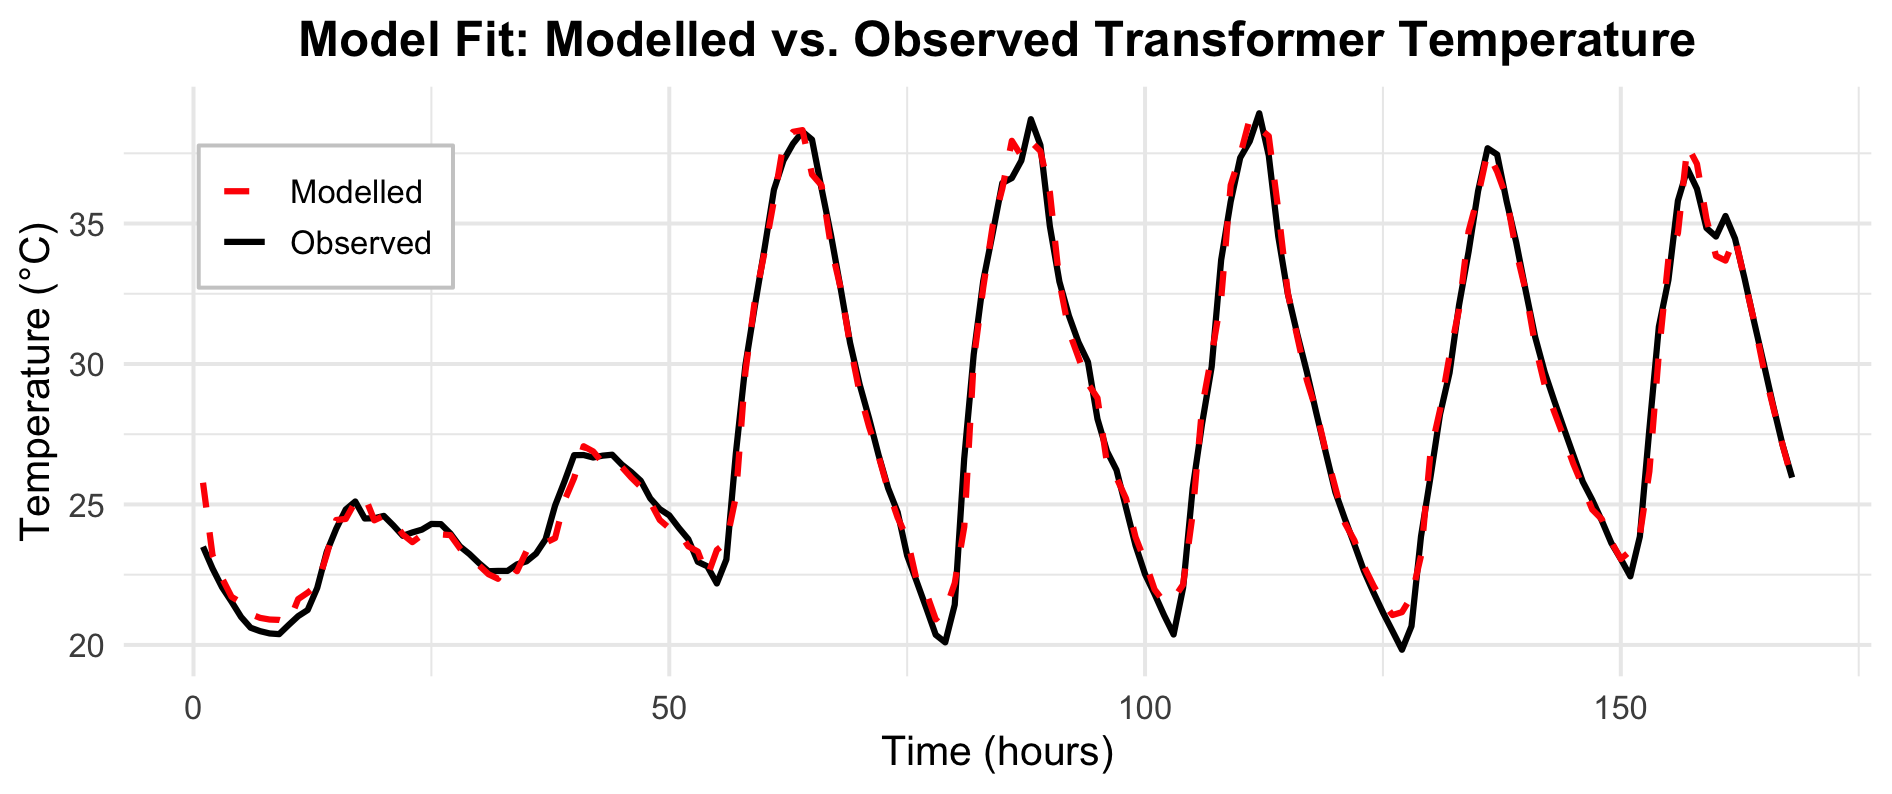 Model Fit: Modelled vs. Observed Transformer Temperature
Modelled
Observed
Temperature (°C)
35
30
25
20
0 50 100 150
Time (hours)